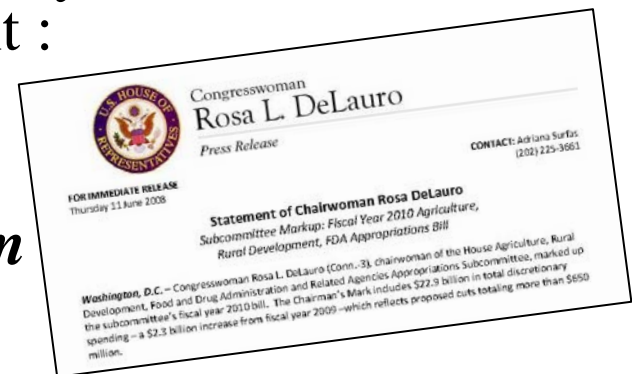 t :
n
U.S. HOUSE OF
REPRESENTATIVES
Congresswoman
Rosa L. DeLauro
Press Release
CONTACT: Adriana Surfas
(202) 225-3661
FOR IMMEDIATE RELEASE
Thursday 11 June 2008
Statement of Chairwoman Rosa DeLauro
Subcommittee Markup: Fiscal Year 2010 Agriculture,
Rural Development, FDA Appropriations Bill
Washington, D.C. – Congresswoman Rosa L. DeLauro (Conn.-3), chairwoman of the House Agriculture, Rural
Development, Food and Drug Administration and Related Agencies Appropriations Subcommittee, marked up
the subcommittee's fiscal year 2010 bill. The Chairman's Mark includes $22.9 billion in total discretionary
spending – a $2.3 billion increase from fiscal year 2009 –which reflects proposed cuts totaling more than $650
million.